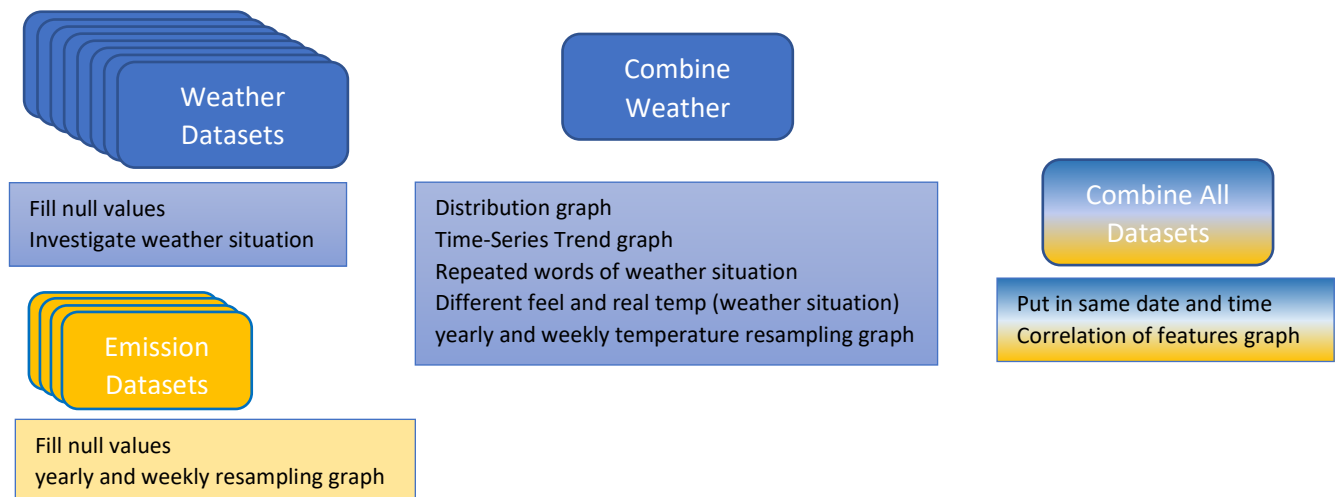 Weather
Datasets
Fill null values
Investigate weather situation
Emission
Datasets
Fill null values
yearly and weekly resampling graph
Combine
Weather
Distribution graph
Time-Series Trend graph
Repeated words of weather situation
Different feel and real temp (weather situation)
yearly and weekly temperature resampling graph
Combine All
Datasets
Put in same date and time
Correlation of features graph